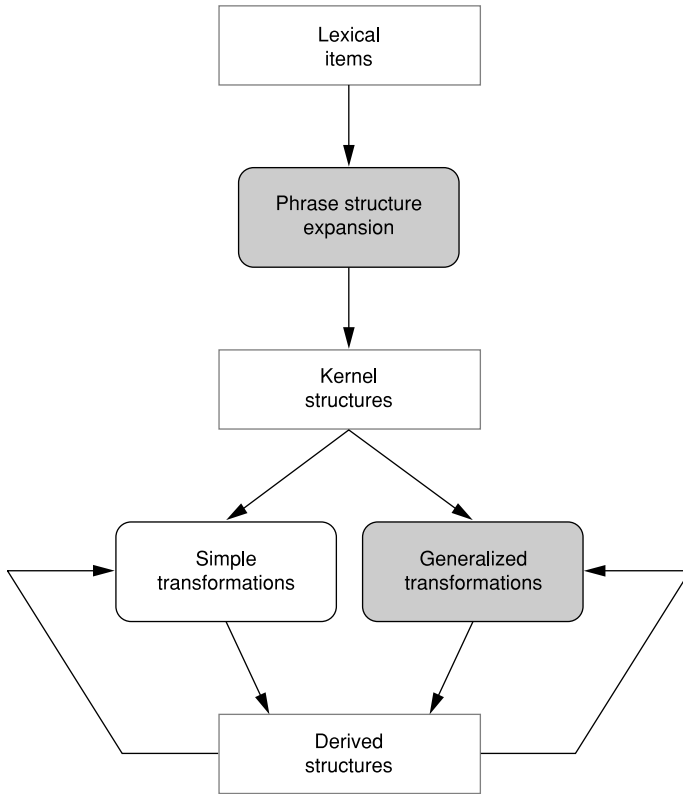 Lexical
items
Phrase structure
expansion
Kernel
structures
Simple
transformations
Generalized
transformations
Derived
structures